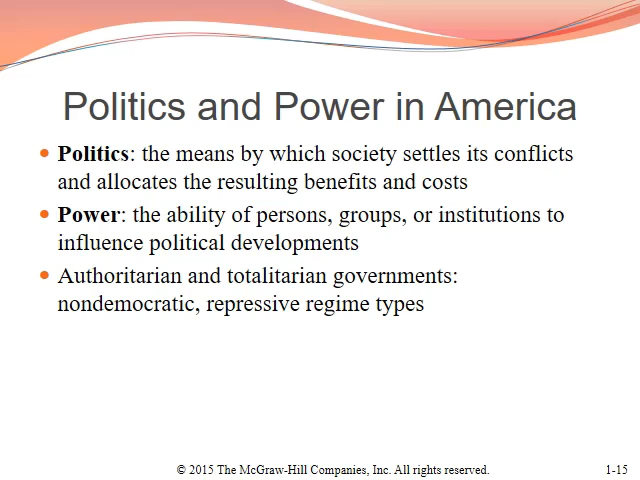 Politics and Power in America
• Politics: the means by which society settles its conflicts
and allocates the resulting benefits and costs
• Power: the ability of persons, groups, or institutions to
influence political developments
• Authoritarian and totalitarian governments:
nondemocratic, repressive regime types
© 2015 The McGraw-Hill Companies, Inc. All rights reserved.
1-15